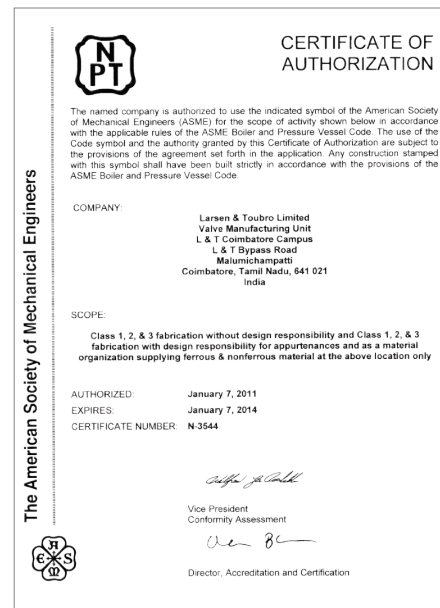 N
PT
CERTIFICATE OF
AUTHORIZATION
The named company is authorized to use the indicated symbol of the American Society
of Mechanical Engineers (ASME) for the scope of activity shown below in accordance
with the applicable rules of the ASME Boiler and Pressure Vessel Code. The use of the
Code symbol and the authority granted by this Certificate of Authorization are subject to
the provisions of the agreement set forth in the application. Any construction stamped
with this symbol shall have been built strictly in accordance with the provisions of the
ASME Boiler and Pressure Vessel Code.
COMPANY:
Larsen & Toubro Limited
Valve Manufacturing Unit
L & T Coimbatore Campus
L & T Bypass Road
Malumichampatti
Coimbatore, Tamil Nadu, 641 021
India
SCOPE:
Class 1, 2, & 3 fabrication without design responsibility and Class 1, 2, & 3
fabrication with design responsibility for appurtenances and as a material
organization supplying ferrous & nonferrous material at the above location only
AUTHORIZED: January 7, 2011
EXPIRES: January 7, 2014
CERTIFICATE NUMBER: N-3544
Vice President
Conformity Assessment
Director, Accreditation and Certification
The American Society of Mechanical Engineers
A
S
M
E